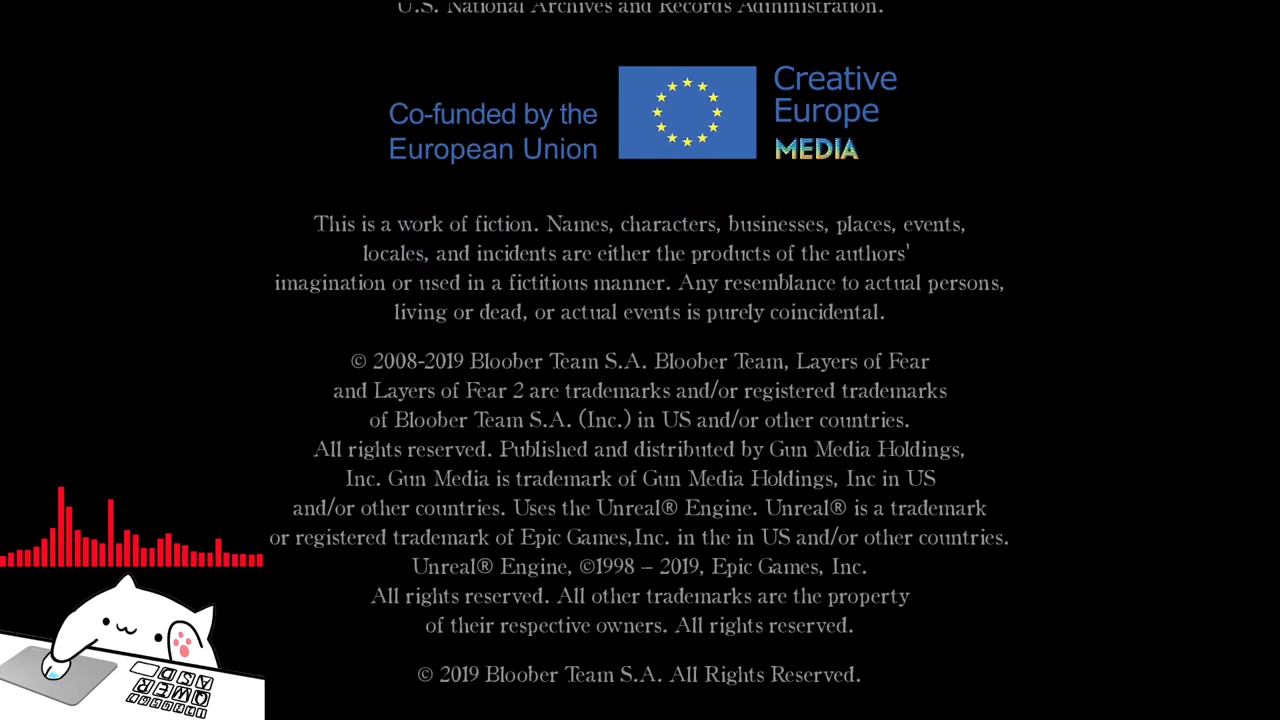 U.S. National Archives and Records Administration.
Co-funded by the
European Union
Creative
Europe
MEDIA
This is a work of fiction. Names, characters, businesses, places, events,
locales, and incidents are either the products of the authors'
imagination or used in a fictitious manner. Any resemblance to actual persons,
living or dead, or actual events is purely coincidental.
© 2008-2019 Bloober Team S.A. Bloober Team, Layers of Fear
and Layers of Fear 2 are trademarks and/or registered trademarks
of Bloober Team S.A. (Inc.) in US and/or other countries.
All rights reserved. Published and distributed by Gun Media Holdings,
Inc. Gun Media is trademark of Gun Media Holdings, Inc in US
and/or other countries. Uses the Unreal® Engine. Unreal® is a trademark
or registered trademark of Epic Games,Inc. in the in US and/or other countries.
Unreal® Engine, ©1998 – 2019, Epic Games, Inc.
All rights reserved. All other trademarks are the property
of their respective owners. All rights reserved.
© 2019 Bloober Team S.A. All Rights Reserved.